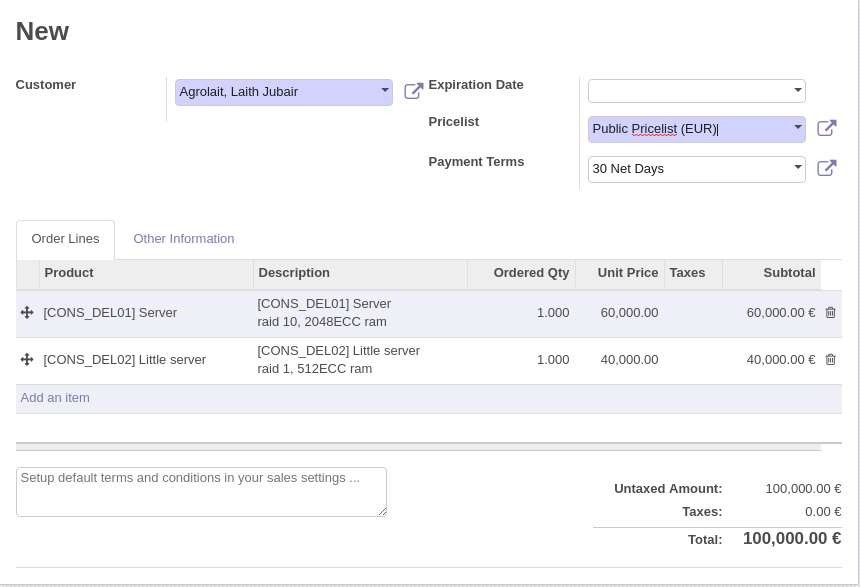 New
Customer
Agrolait, Laith Jubair
Expiration Date
Pricelist
Public Pricelist (EUR)
Payment Terms
30 Net Days
Order Lines Other Information
Product Description Ordered Qty Unit Price Taxes Subtotal
[CONS_DEL01] Server [CONS_DEL01] Server 1.000 60,000.00 60,000.00 €
raid 10, 2048ECC ram
[CONS_DEL02] Little server [CONS_DEL02] Little server 1.000 40,000.00 40,000.00 €
raid 1, 512ECC ram
Add an item
Setup default terms and conditions in your sales settings ...
Untaxed Amount: 100,000.00 €
Taxes: 0.00 €
Total: 100,000.00 €